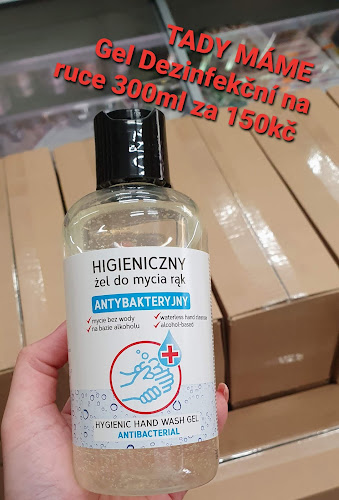 TADY MÁME
Gel Dezinfekční na
ruce 300ml za 150kč
HIGIENICZNY
żel do mycia rąk
ANTYBAKTERYJNY
✓ mycie bez wody
✓ na bazie alkoholu
✓ waterless hand cleanser
✓ alcohol-based
HYGIENIC HAND WASH GEL
ANTIBACTERIAL